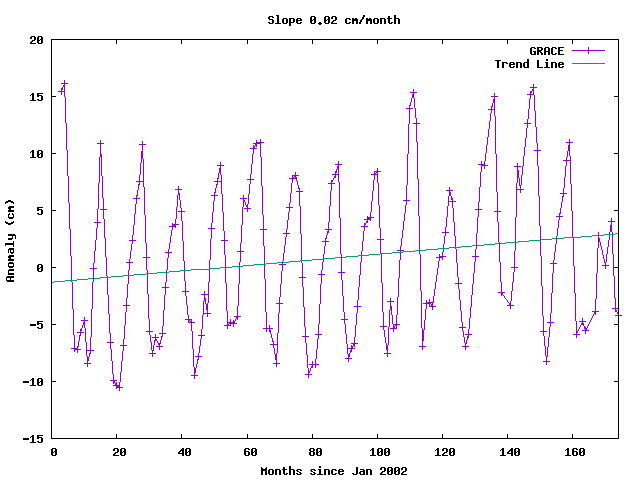 Slope 0.02 cm/month
GRACE
Trend Line
20
15
10
5
0
-5
-10
-15
Anomaly (cm)
0 20 40 60 80 100 120 140 160
Months since Jan 2002